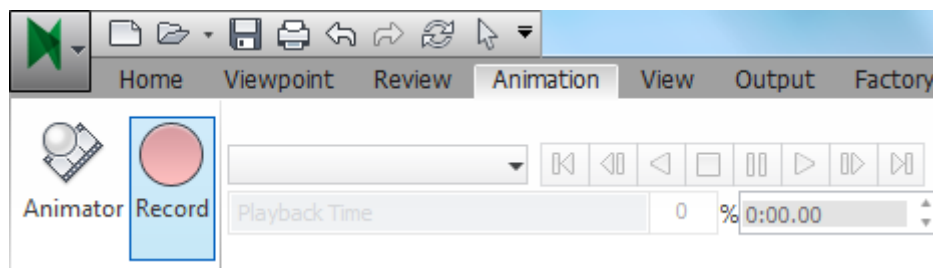 Home Viewpoint Review Animation View Output Factory
Animator Record Playback Time 0 % 0:00.00